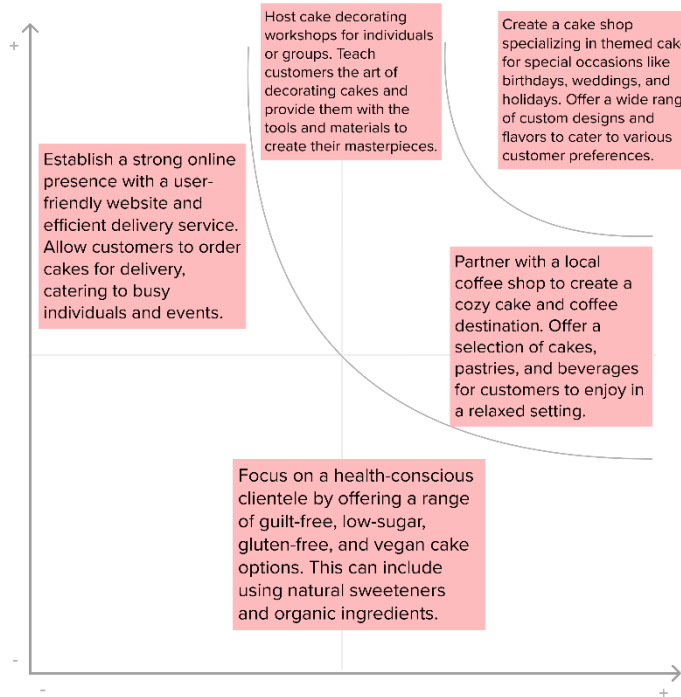 +
Host cake decorating
workshops for individuals
or groups. Teach
customers the art of
decorating cakes and
provide them with the
tools and materials to
create their masterpieces.
Create a cake shop
specializing in themed cak
for special occasions like
birthdays, weddings, and
holidays. Offer a wide rang
of custom designs and
flavors to cater to various
customer preferences.
Establish a strong online
presence with a user-
friendly website and
efficient delivery service.
Allow customers to order
cakes for delivery,
catering to busy
individuals and events.
Partner with a local
coffee shop to create a
cozy cake and coffee
destination. Offer a
selection of cakes,
pastries, and beverages
for customers to enjoy in
a relaxed setting.
Focus on a health-conscious
clientele by offering a range
of guilt-free, low-sugar,
gluten-free, and vegan cake
options. This can include
using natural sweeteners
and organic ingredients.
-
-
+